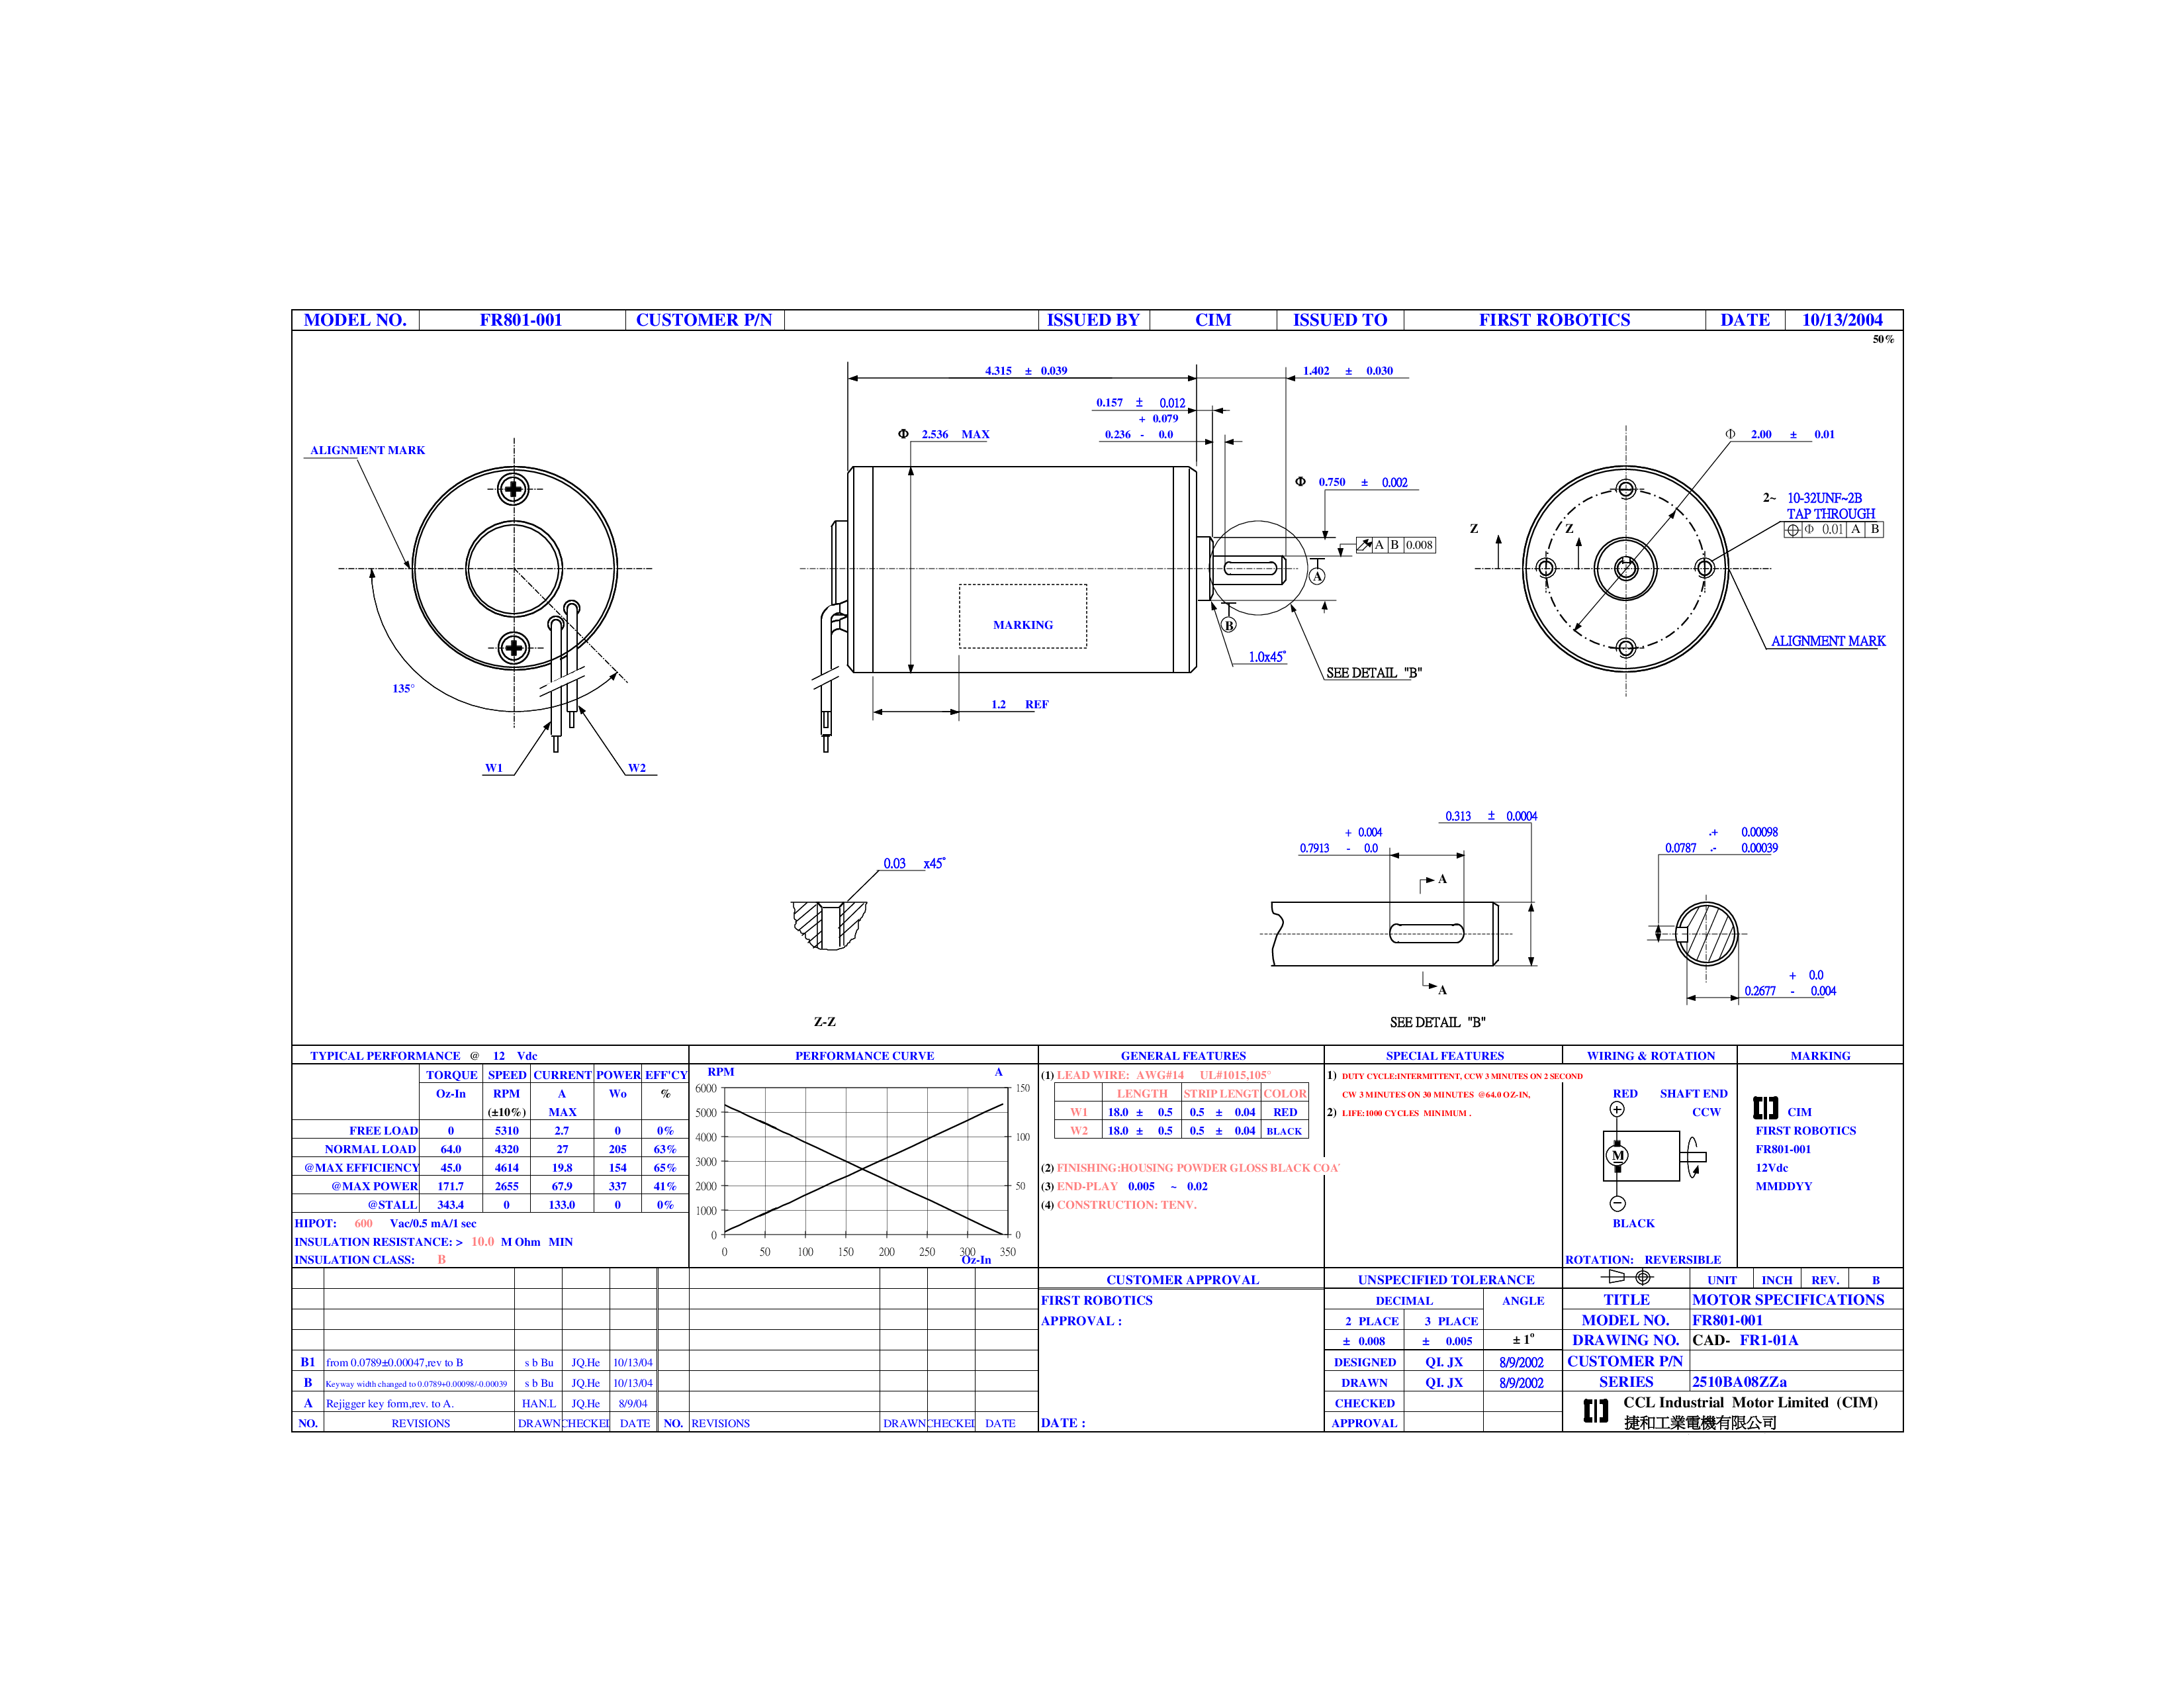 MODEL NO. FR801-001 CUSTOMER P/N ISSUED BY CIM ISSUED TO FIRST ROBOTICS DATE 10/13/2004
50%
4.315 ± 0.039
1.402 ± 0.030
0.157 ± 0.012
+ 0.079
0.236 - 0.0
Φ 2.536 MAX
Φ 2.00 ± 0.01
ALIGNMENT MARK
Φ 0.750 ± 0.002
2~ 10-32UNF~2B
TAP THROUGH
Φ 0.01 A B
Z Z
A B 0.008
A
B
MARKING
1.0x45°
SEE DETAIL "B"
ALIGNMENT MARK
135°
1.2 REF
W1 W2
0.313 ± 0.0004
+ 0.004
0.7913 - 0.0
.+ 0.00098
0.0787 .- 0.00039
0.03 x45°
A
A
+ 0.0
0.2677 - 0.004
Z-Z
SEE DETAIL "B"
TYPICAL PERFORMANCE @ 12 Vdc
TORQUE SPEED CURRENT POWER EFF'CY
Oz-In RPM A Wo %
(±10%) MAX
FREE LOAD 0 5310 2.7 0 0%
NORMAL LOAD 64.0 4320 27 205 63%
@MAX EFFICIENCY 45.0 4614 19.8 154 65%
@MAX POWER 171.7 2655 67.9 337 41%
@STALL 343.4 0 133.0 0 0%
HIPOT: 600 Vac/0.5 mA/1 sec
INSULATION RESISTANCE: > 10.0 M Ohm MIN
INSULATION CLASS: B
PERFORMANCE CURVE
RPM A
6000 150
5000
4000 100
3000
2000 50
1000
0 0
0 50 100 150 200 250 300 350
Oz-In
GENERAL FEATURES
(1) LEAD WIRE: AWG#14 UL#1015,105°
LENGTH STRIP LENGT COLOR
W1 18.0 ± 0.5 0.5 ± 0.04 RED
W2 18.0 ± 0.5 0.5 ± 0.04 BLACK
(2) FINISHING:HOUSING POWDER GLOSS BLACK COA
(3) END-PLAY 0.005 ~ 0.02
(4) CONSTRUCTION: TENV.
SPECIAL FEATURES
1) DUTY CYCLE:INTERMITTENT, CCW 3 MINUTES ON 2 SECOND
CW 3 MINUTES ON 30 MINUTES @64.0 OZ-IN,
2) LIFE:1000 CYCLES MINIMUM .
WIRING & ROTATION
RED SHAFT END
CCW
+
M
−
BLACK
ROTATION: REVERSIBLE
MARKING
CIM
FIRST ROBOTICS
FR801-001
12Vdc
MMDDYY
B1 from 0.0789±0.00047,rev to B s b Bu JQ.He 10/13/04
B Keyway width changed to 0.0789+0.00098/-0.00039 s b Bu JQ.He 10/13/04
A Rejigger key form,rev. to A. HAN.L JQ.He 8/9/04
NO. REVISIONS DRAWN CHECKEI DATE NO. REVISIONS DRAWN CHECKEI DATE
CUSTOMER APPROVAL
FIRST ROBOTICS
APPROVAL :
DATE :
UNSPECIFIED TOLERANCE
DECIMAL ANGLE
2 PLACE 3 PLACE
± 0.008 ± 0.005 ± 1°
DESIGNED QI. JX 8/9/2002
DRAWN QI. JX 8/9/2002
CHECKED
APPROVAL
UNIT INCH REV. B
TITLE MOTOR SPECIFICATIONS
MODEL NO. FR801-001
DRAWING NO. CAD- FR1-01A
CUSTOMER P/N
SERIES 2510BA08ZZa
CCL Industrial Motor Limited (CIM)
捷和工業電機有限公司